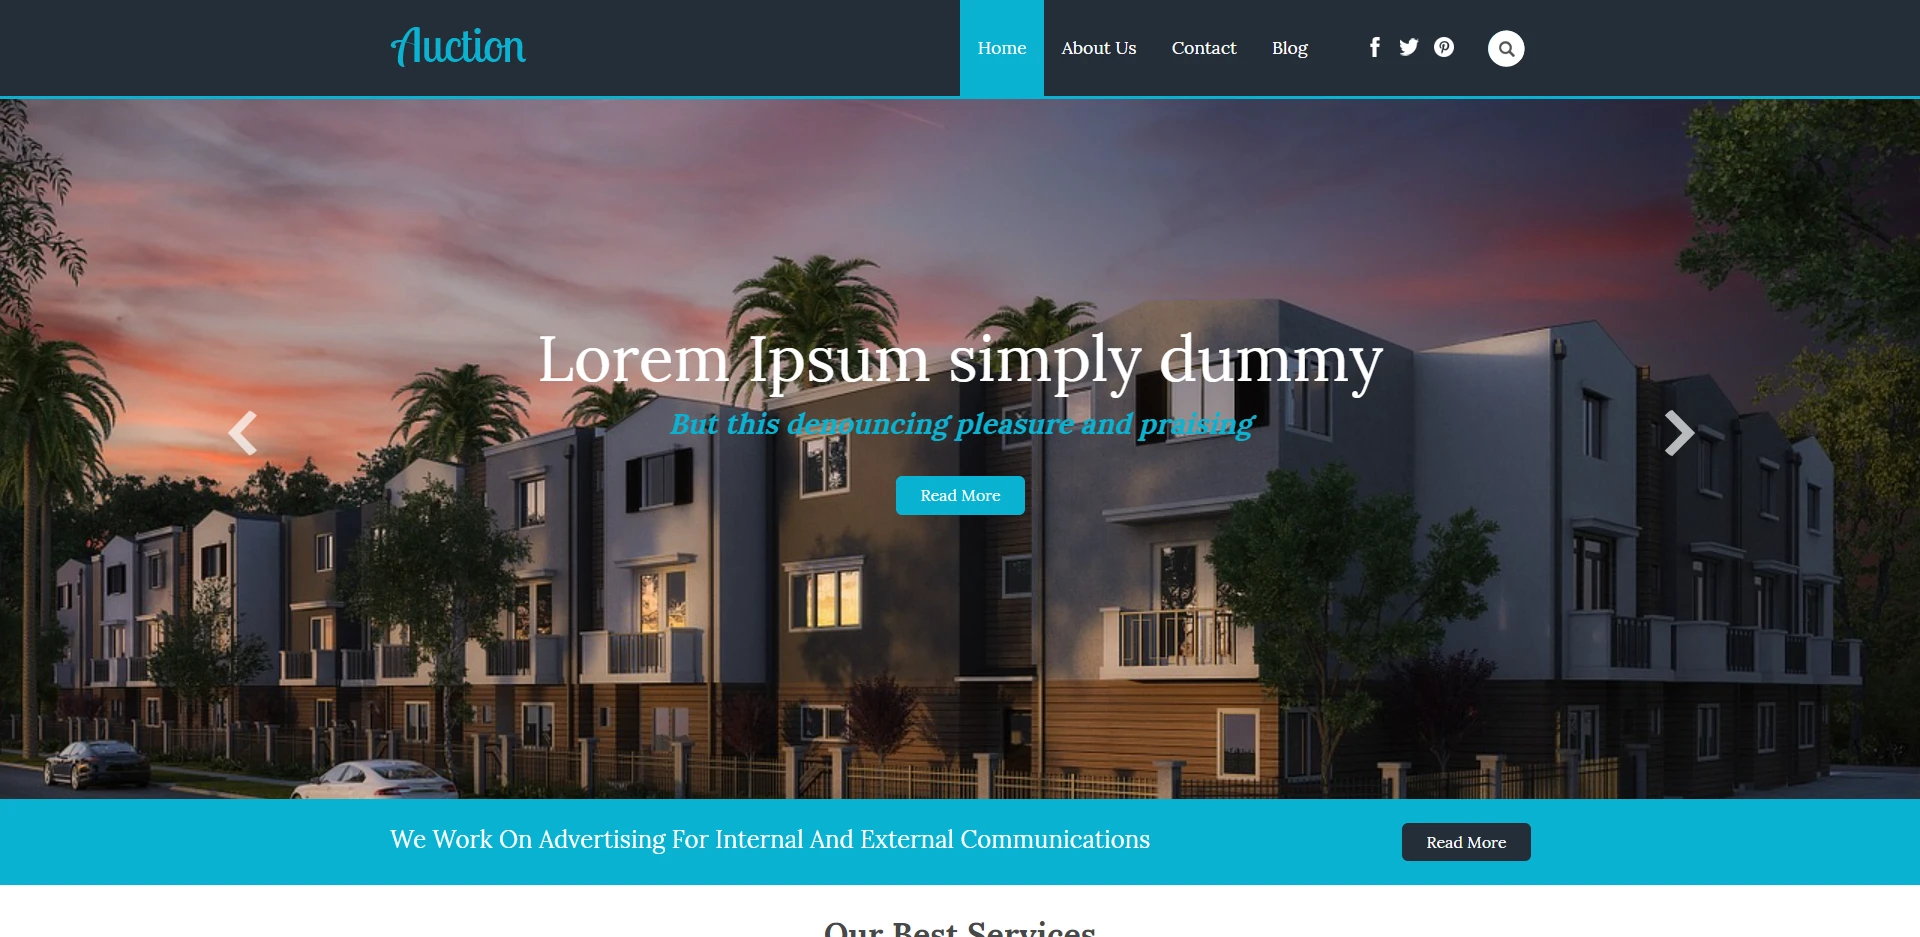 Auction
Home About Us Contact Blog
Lorem Ipsum simply dummy
But this denouncing pleasure and praising
Read More
We Work On Advertising For Internal And External Communications
Read More
Our Best Services